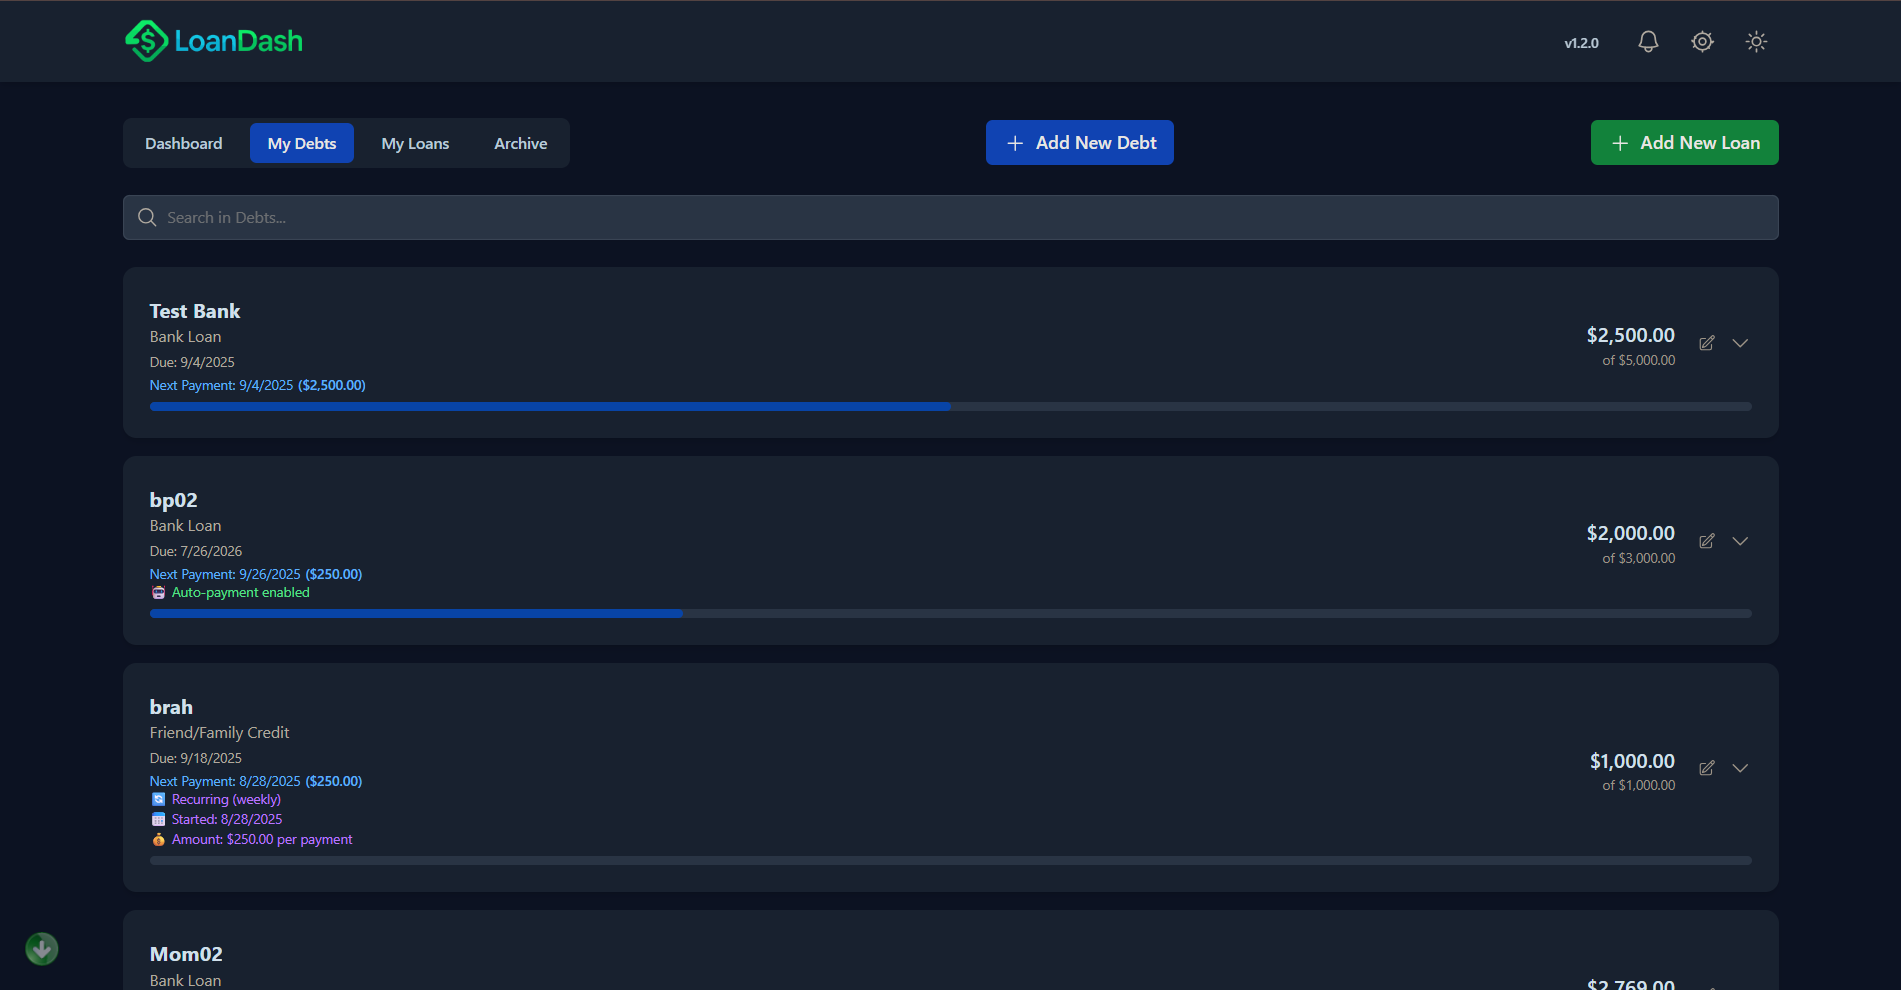 LoanDash
v1.2.0
Dashboard
My Debts
My Loans
Archive
+ Add New Debt
+ Add New Loan
Search in Debts...
Test Bank
Bank Loan
Due: 9/4/2025
Next Payment: 9/4/2025 ($2,500.00)
$2,500.00
of $5,000.00
bp02
Bank Loan
Due: 7/26/2026
Next Payment: 9/26/2025 ($250.00)
Auto-payment enabled
$2,000.00
of $3,000.00
brah
Friend/Family Credit
Due: 9/18/2025
Next Payment: 8/28/2025 ($250.00)
Recurring (weekly)
Started: 8/28/2025
Amount: $250.00 per payment
$1,000.00
of $1,000.00
Mom02
Bank Loan
$2,769.00